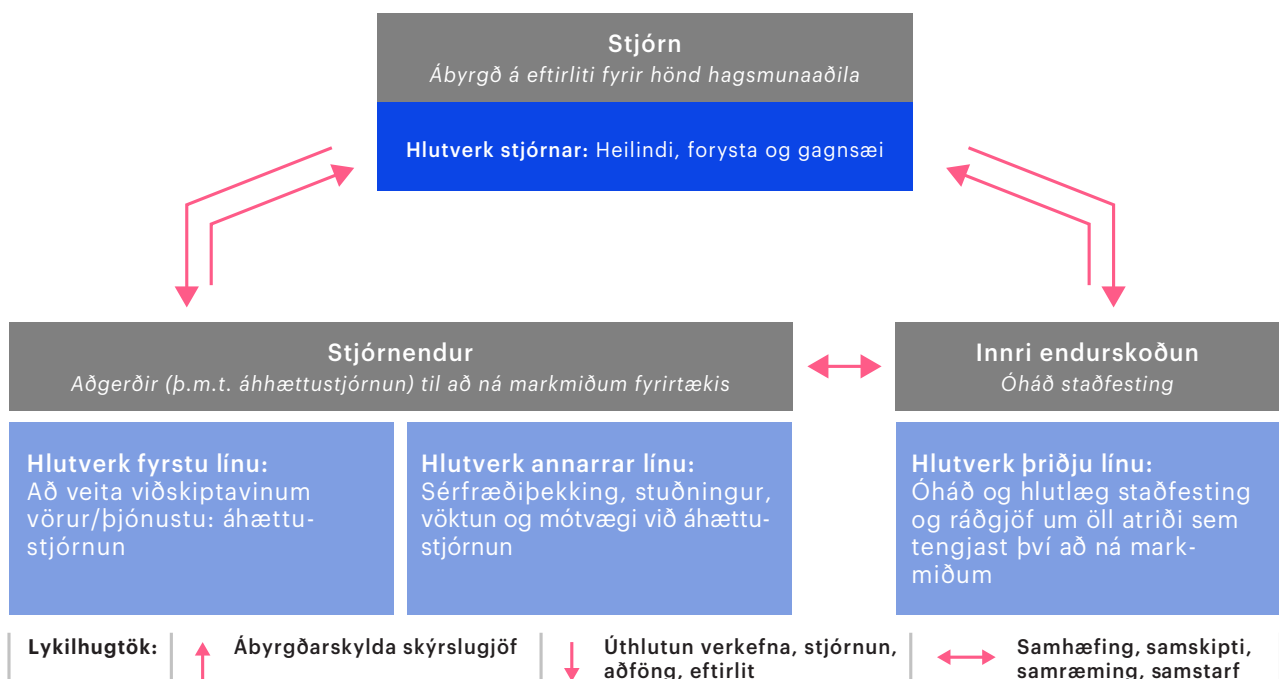 Stjórn
Ábyrgð á eftirliti fyrir hönd hagsmunaaðila
Hlutverk stjórnar: Heilindi, forysta og gagnsæi
Stjórnendur
Aðgerðir (þ.m.t. áhhættustjórnun) til að ná markmiðum fyrirtækis
Innri endurskoðun
Óháð staðfesting
Hlutverk fyrstu línu:
Að veita viðskiptavinum
vörur/þjónustu: áhættu-
stjórnun
Hlutverk annarrar línu:
Sérfræðiþekking, stuðningur,
vöktun og mótvægi við áhættu-
stjórnun
Hlutverk þriðju línu:
Óháð og hlutlæg staðfesting
og ráðgjöf um öll atriði sem
tengjast því að ná mark-
miðum
Lykilhugtök:
Ábyrgðarskylda skýrslugjöf
Úthlutun verkefna, stjórnun,
aðföng, eftirlit
Samhæfing, samskipti,
samræming, samstarf